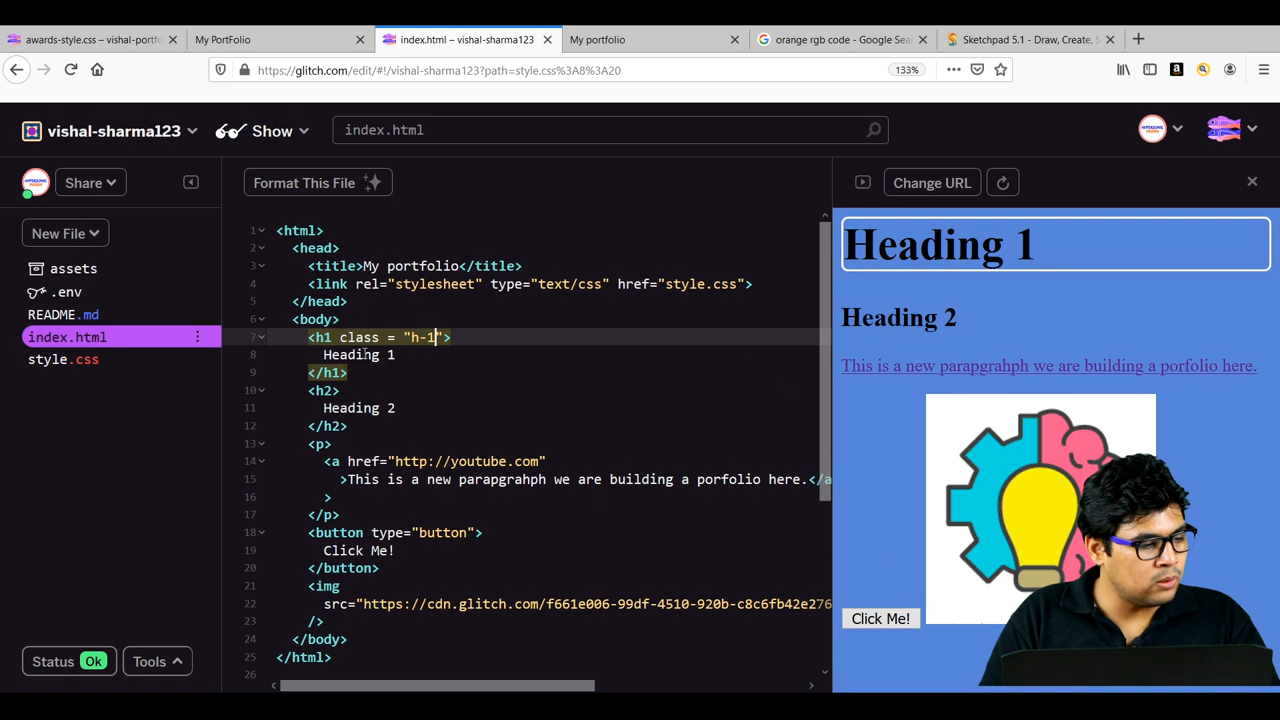 awards-style.css – vishal-portfo
My PortFolio
index.html – vishal-sharma123
My portfolio
orange rgb code - Google Sea
Sketchpad 5.1 - Draw, Create, S
https://glitch.com/edit/#!/vishal-sharma123?path=style.css%3A8%3A20
133%
vishal-sharma123
Show
index.html
Share
Format This File
Change URL
New File
assets
.env
README.md
index.html
style.css
1 <html>
2 <head>
3 <title>My portfolio</title>
4 <link rel="stylesheet" type="text/css" href="style.css">
5 </head>
6 <body>
7 <h1 class = "h-1">
8 Heading 1
9 </h1>
10 <h2>
11 Heading 2
12 </h2>
13 <p>
14 <a href="http://youtube.com"
15 >This is a new parapgrahph we are building a porfolio here.</a
16 >
17 </p>
18 <button type="button">
19 Click Me!
20 </button>
21 <img
22 src="https://cdn.glitch.com/f661e006-99df-4510-920b-c8c6fb42e276
23 />
24 </body>
25 </html>
26
Heading 1
Heading 2
This is a new parapgrahph we are building a porfolio here.
Click Me!
Status Ok
Tools